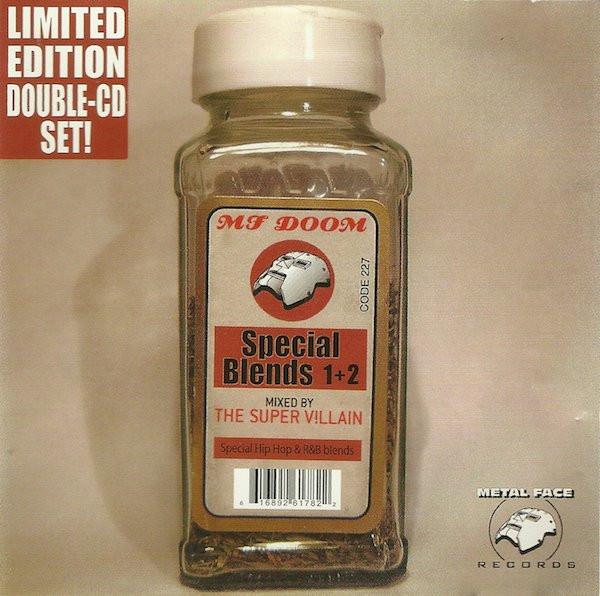 LIMITED
EDITION
DOUBLE-CD
SET!
MF DOOM
CODE 227
Special
Blends 1+2
MIXED BY
THE SUPER V!LLAIN
Special Hip Hop & R&B blends
6 16892 61782 2
METAL FACE
RECORDS